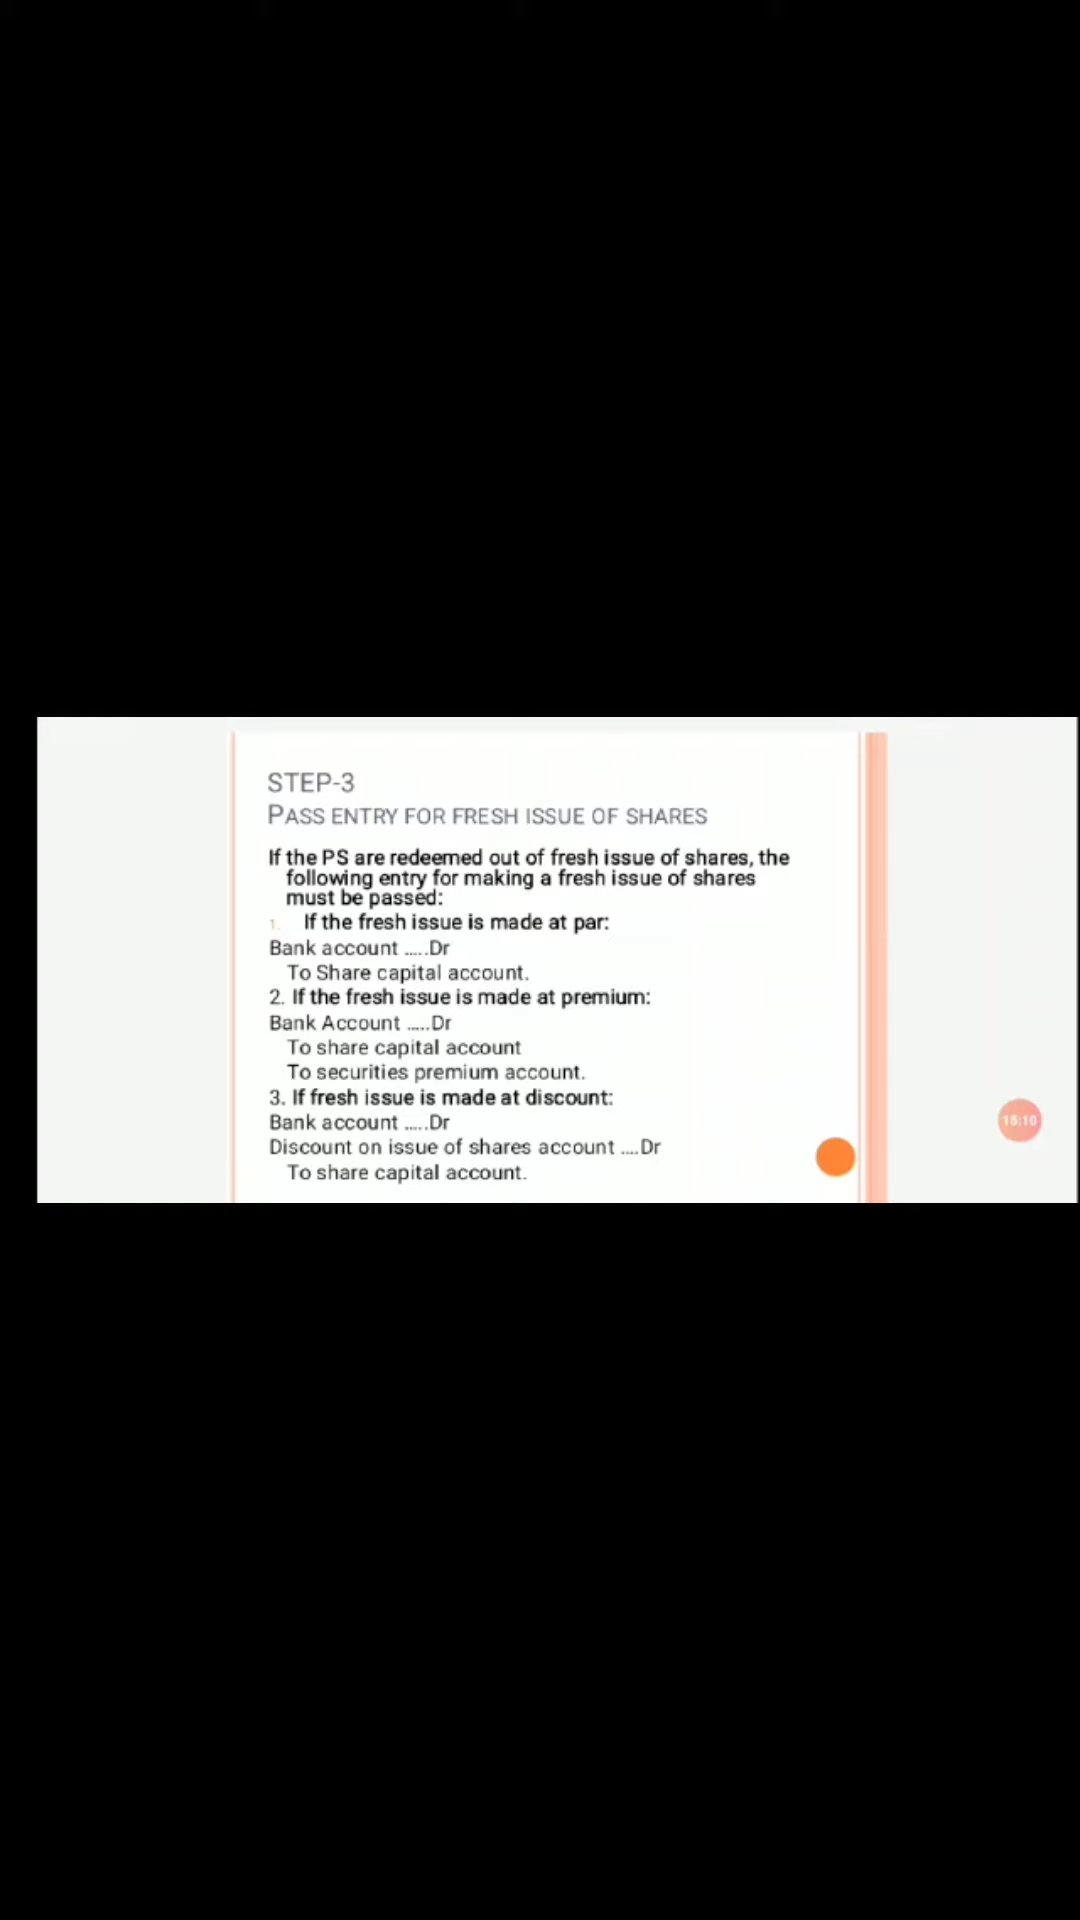 STEP-3
PASS ENTRY FOR FRESH ISSUE OF SHARES
If the PS are redeemed out of fresh issue of shares, the
following entry for making a fresh issue of shares
must be passed:
1. If the fresh issue is made at par:
Bank account .....Dr
To Share capital account.
2. If the fresh issue is made at premium:
Bank Account .....Dr
To share capital account
To securities premium account.
3. If fresh issue is made at discount:
Bank account .....Dr
Discount on issue of shares account ....Dr
To share capital account.
15:10